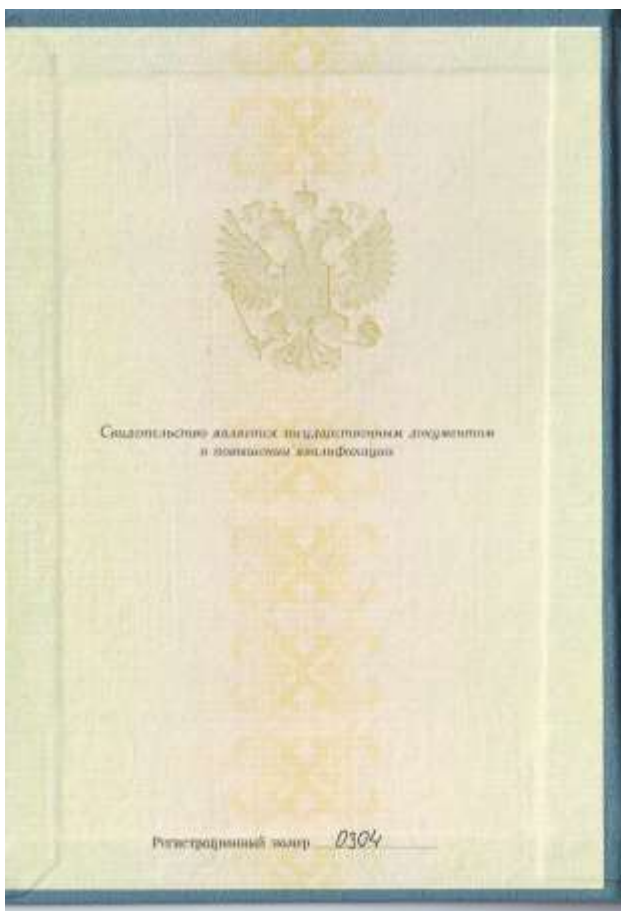 Свидетельство является государственным документом
о повышении квалификации
Регистрационный номер 0304